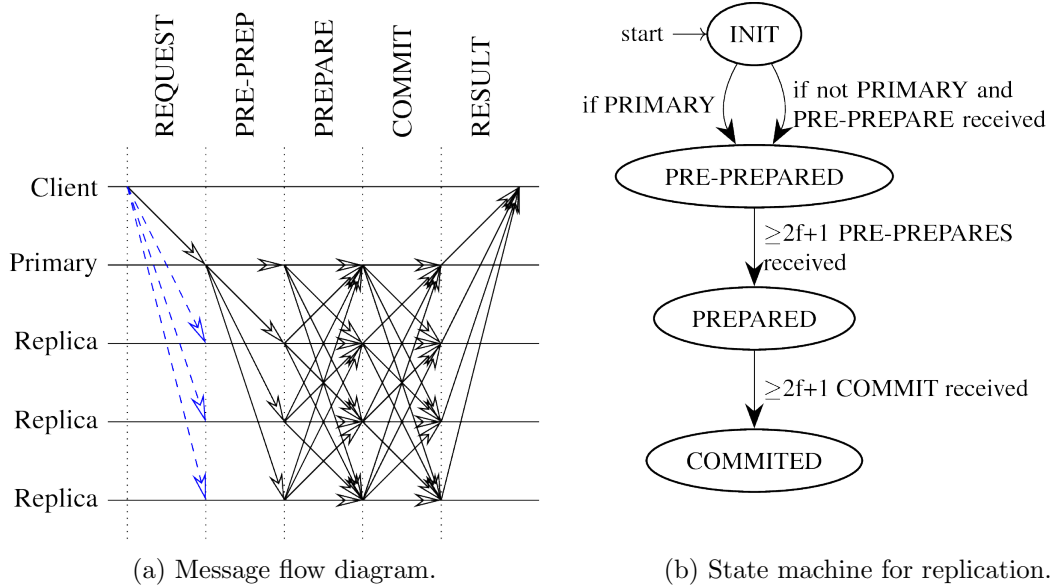 REQUEST
PRE-PREP
PREPARE
COMMIT
RESULT
Client
Primary
Replica
Replica
Replica
(a) Message flow diagram.
start
INIT
if PRIMARY
if not PRIMARY and
PRE-PREPARE received
PRE-PREPARED
≥2f+1 PRE-PREPARES
received
PREPARED
≥2f+1 COMMIT received
COMMITED
(b) State machine for replication.